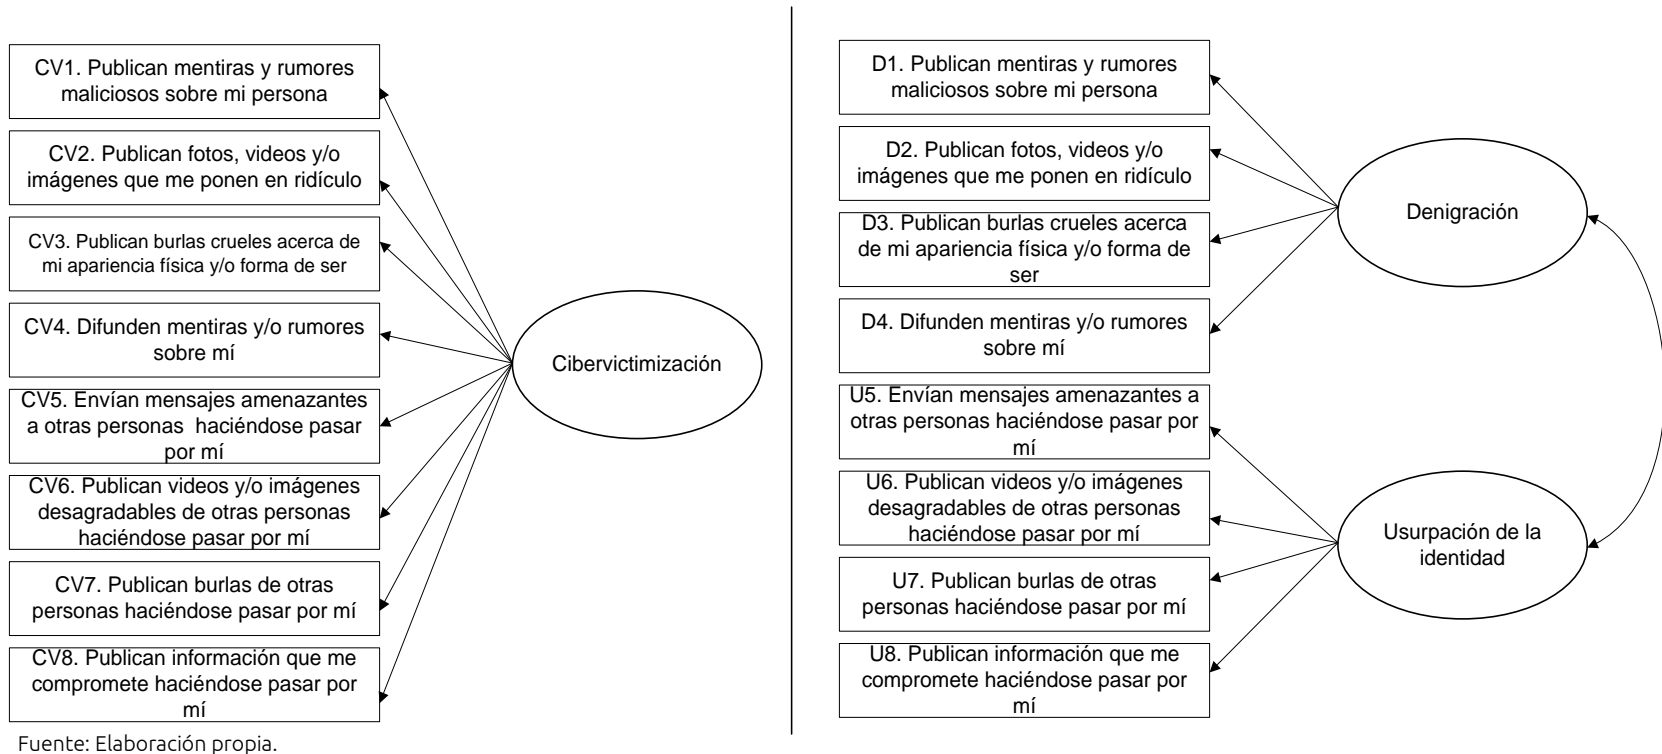 CV1. Publican mentiras y rumores
maliciosos sobre mi persona
CV2. Publican fotos, videos y/o
imágenes que me ponen en ridículo
CV3. Publican burlas crueles acerca de
mi apariencia física y/o forma de ser
CV4. Difunden mentiras y/o rumores
sobre mí
CV5. Envían mensajes amenazantes
a otras personas  haciéndose pasar
por mí
CV6. Publican videos y/o imágenes
desagradables de otras personas
haciéndose pasar por mí
CV7. Publican burlas de otras
personas haciéndose pasar por mí
CV8. Publican información que me
compromete haciéndose pasar por
mí
Cibervictimización
D1. Publican mentiras y rumores
maliciosos sobre mi persona
D2. Publican fotos, videos y/o
imágenes que me ponen en ridículo
D3. Publican burlas crueles acerca
de mi apariencia física y/o forma de
ser
D4. Difunden mentiras y/o rumores
sobre mí
U5. Envían mensajes amenazantes a
otras personas haciéndose pasar por
mí
U6. Publican videos y/o imágenes
desagradables de otras personas
haciéndose pasar por mí
U7. Publican burlas de otras
personas haciéndose pasar por mí
U8. Publican información que me
compromete haciéndose pasar por
mí
Denigración
Usurpación de la
identidad
Fuente: Elaboración propia.